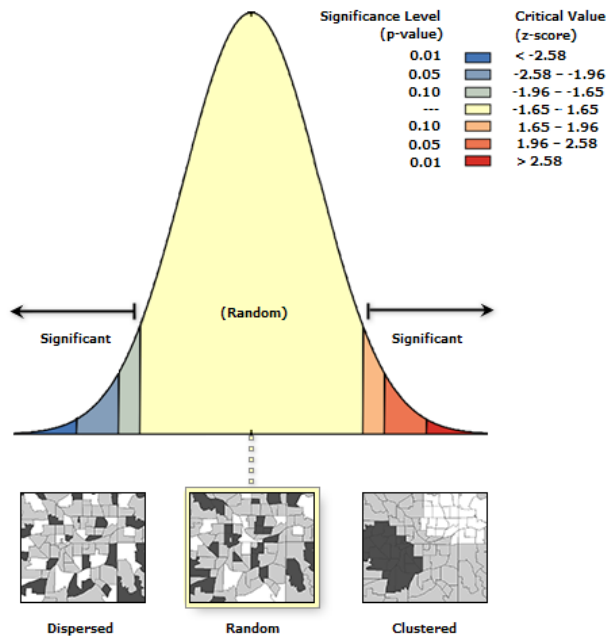 Significance Level Critical Value
(p-value) (z-score)
0.01 < -2.58
0.05 -2.58 – -1.96
0.10 -1.96 – -1.65
--- -1.65 – 1.65
0.10 1.65 – 1.96
0.05 1.96 – 2.58
0.01 > 2.58
(Random)
Significant Significant
Dispersed Random Clustered